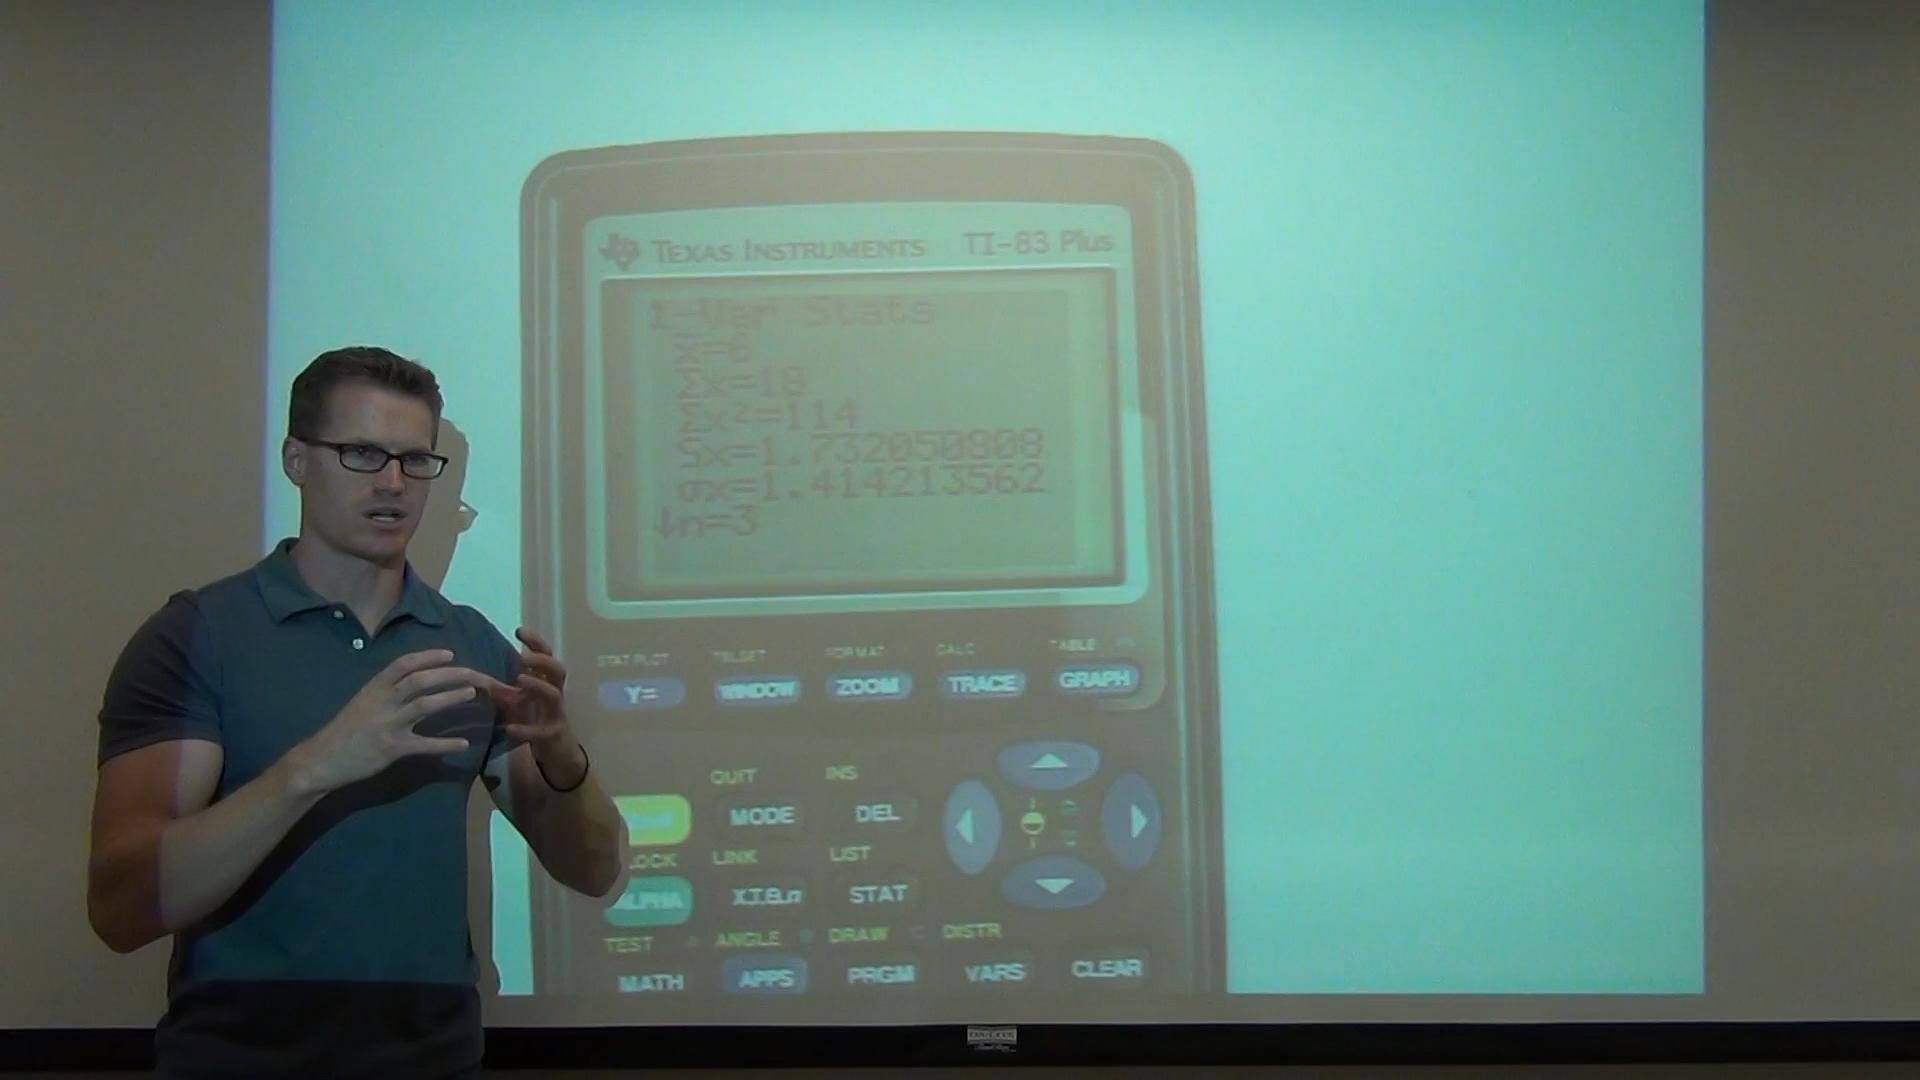 TEXAS INSTRUMENTS TI-83 Plus
1-Var Stats
x̄=6
Σx=18
Σx²=114
Sx=1.732050808
σx=1.414213562
↓n=3
STAT PLOT TBLSET FORMAT CALC TABLE
Y= WINDOW ZOOM TRACE GRAPH
QUIT INS
MODE DEL
LINK LIST
ALPHA X,T,θ,n STAT
TEST A ANGLE B DRAW C DISTR
MATH APPS PRGM VARS CLEAR